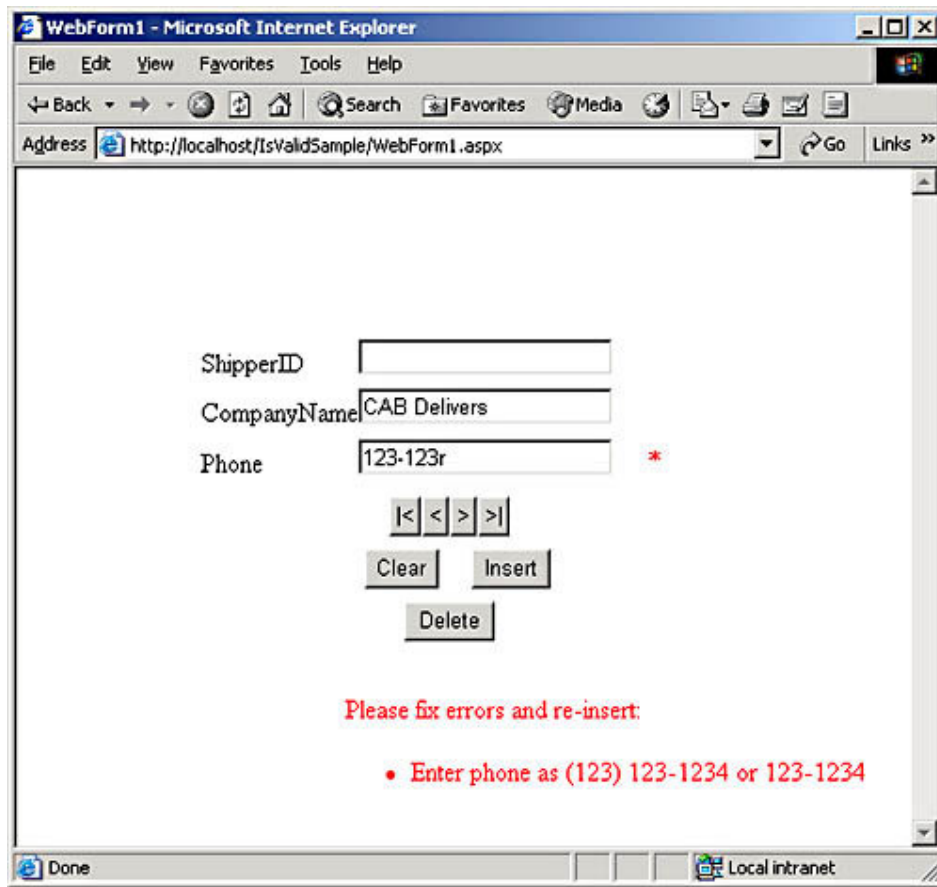 WebForm1 - Microsoft Internet Explorer
File Edit View Favorites Tools Help
Back Search Favorites Media
Address http://localhost/IsValidSample/WebForm1.aspx Go Links »
ShipperID
CompanyName CAB Delivers
Phone 123-123r *
|< < > >|
Clear Insert
Delete
Please fix errors and re-insert:
• Enter phone as (123) 123-1234 or 123-1234
Done Local intranet